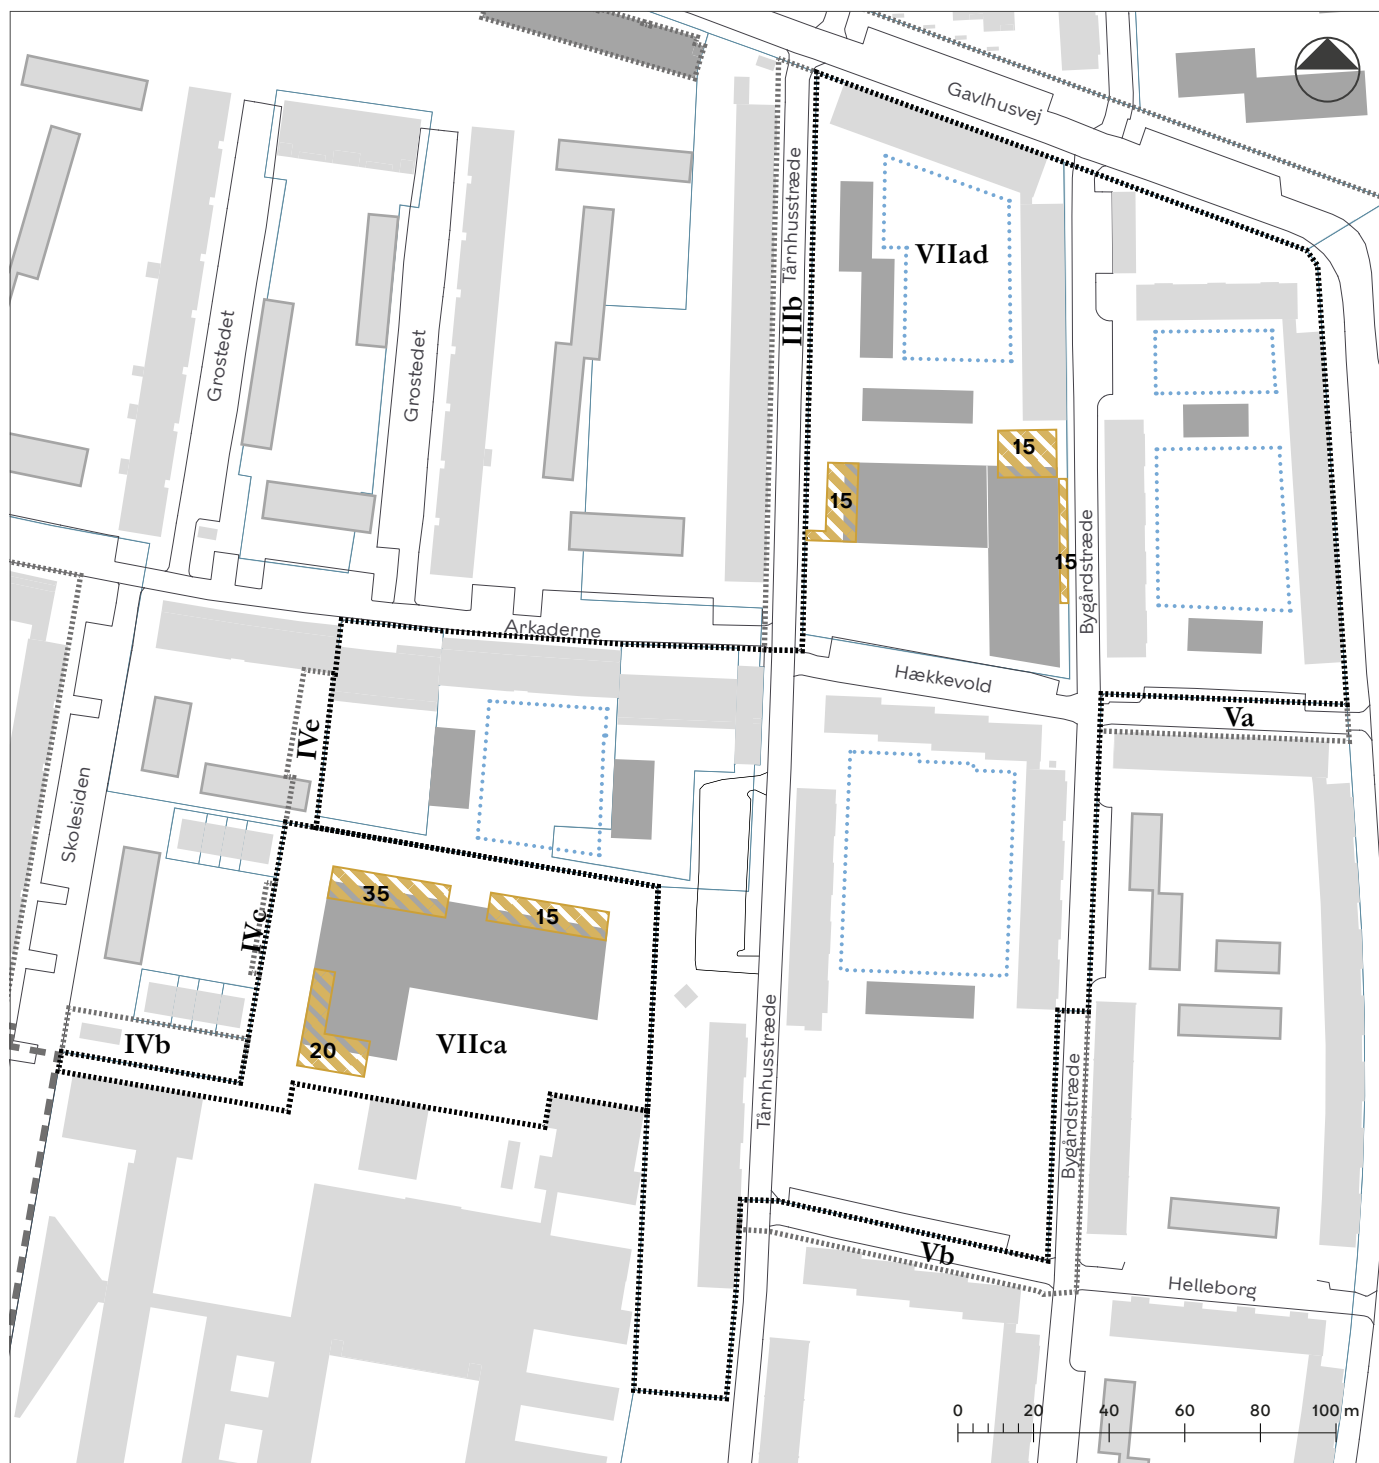 Gavlhusvej
Tårnhusstræde
VIIad
IIIb
Grostedet
Grostedet
15
15
15
Bygårdstræde
Arkaderne
Hækkevold
Va
IVe
Skolesiden
35
15
IVc
Tårnhusstræde
IVb
20
VIIca
Bygårdstræde
Vb
Helleborg
0 20 40 60 80 100 m